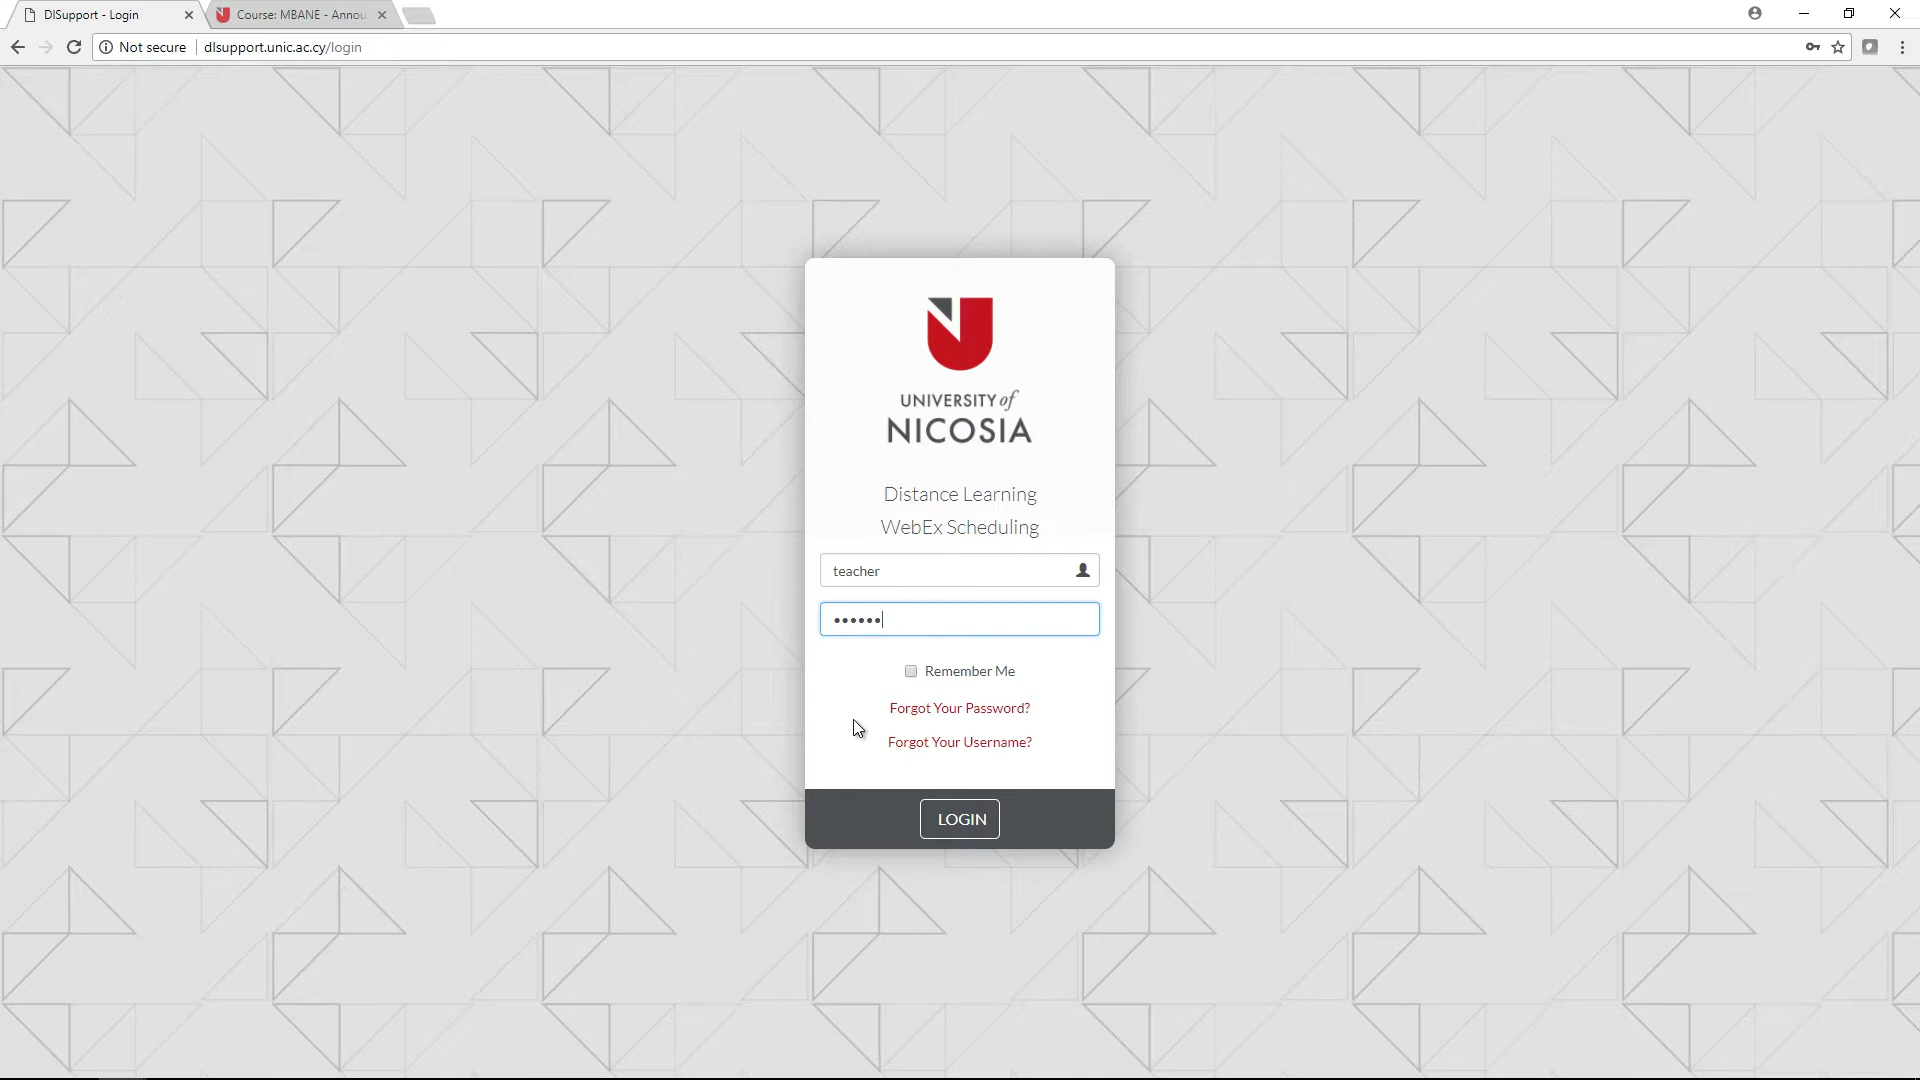 DlSupport - Login
Course: MBANE - Annou
Not secure
dlsupport.unic.ac.cy/login
UNIVERSITY of
NICOSIA
Distance Learning
WebEx Scheduling
teacher
••••••
Remember Me
Forgot Your Password?
Forgot Your Username?
LOGIN